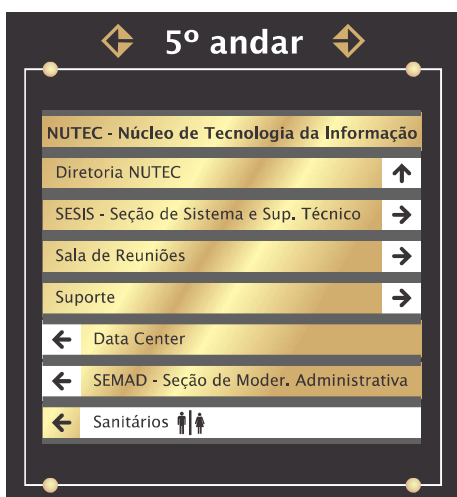 5º andar
NUTEC - Núcleo de Tecnologia da Informação
Diretoria NUTEC
SESIS - Seção de Sistema e Sup. Técnico
Sala de Reuniões
Suporte
Data Center
SEMAD - Seção de Moder. Administrativa
Sanitários